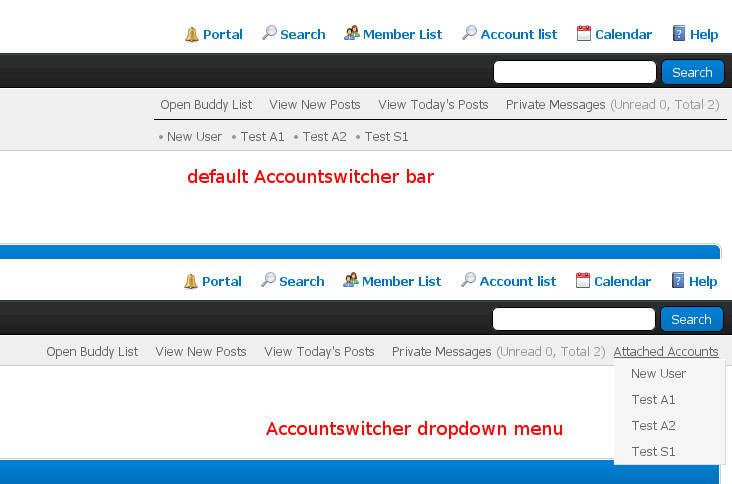 Portal Search Member List Account list Calendar Help
Search
Open Buddy List View New Posts View Today's Posts Private Messages (Unread 0, Total 2)
• New User • Test A1 • Test A2 • Test S1
default Accountswitcher bar
Portal Search Member List Account list Calendar Help
Search
Open Buddy List View New Posts View Today's Posts Private Messages (Unread 0, Total 2) Attached Accounts
New User
Test A1
Test A2
Accountswitcher dropdown menu
Test S1